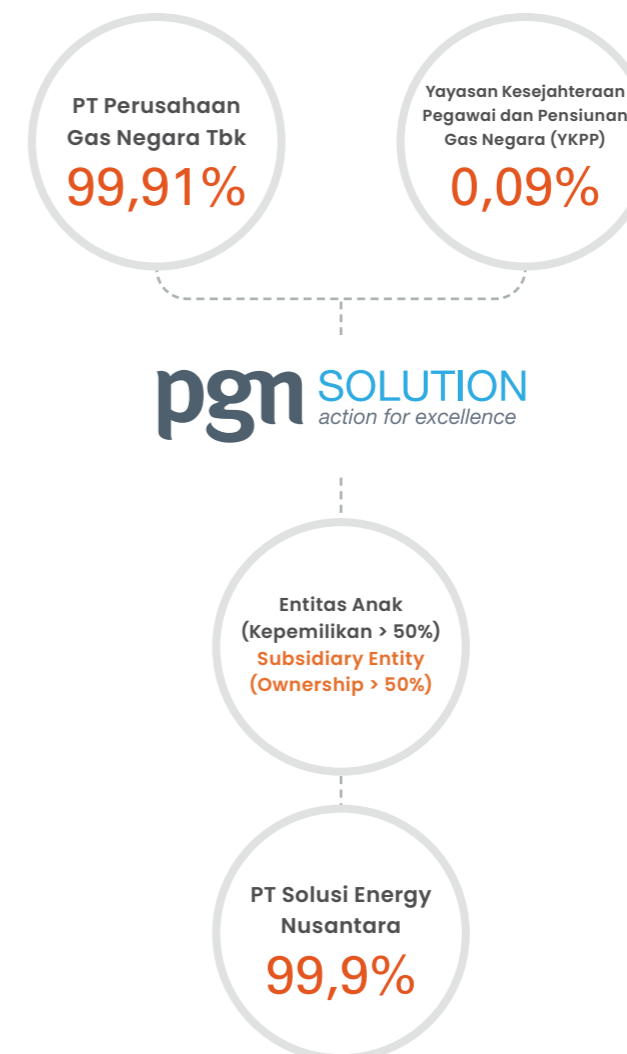 PT Perusahaan
Gas Negara Tbk
99,91%
Yayasan Kesejahteraan
Pegawai dan Pensiunan
Gas Negara (YKPP)
0,09%
pgn SOLUTION
action for excellence
Entitas Anak
(Kepemilikan > 50%)
Subsidiary Entity
(Ownership > 50%)
PT Solusi Energy
Nusantara
99,9%